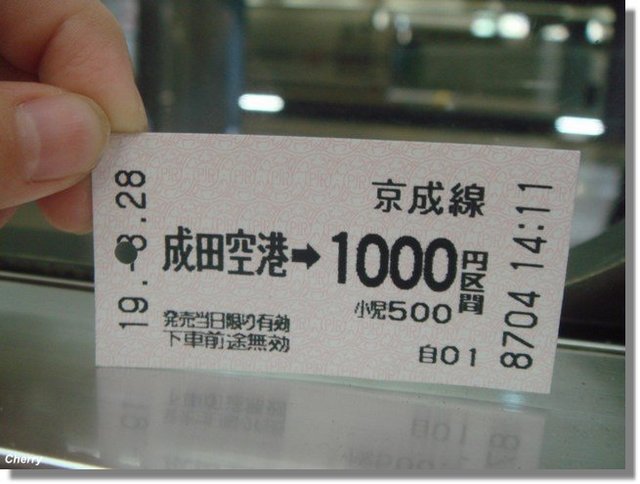 京成線
成田空港➡1000円区間
小児500
発売当日限り有効
下車前途無効
自01
19.-8.28
8704 14:11
Cherry